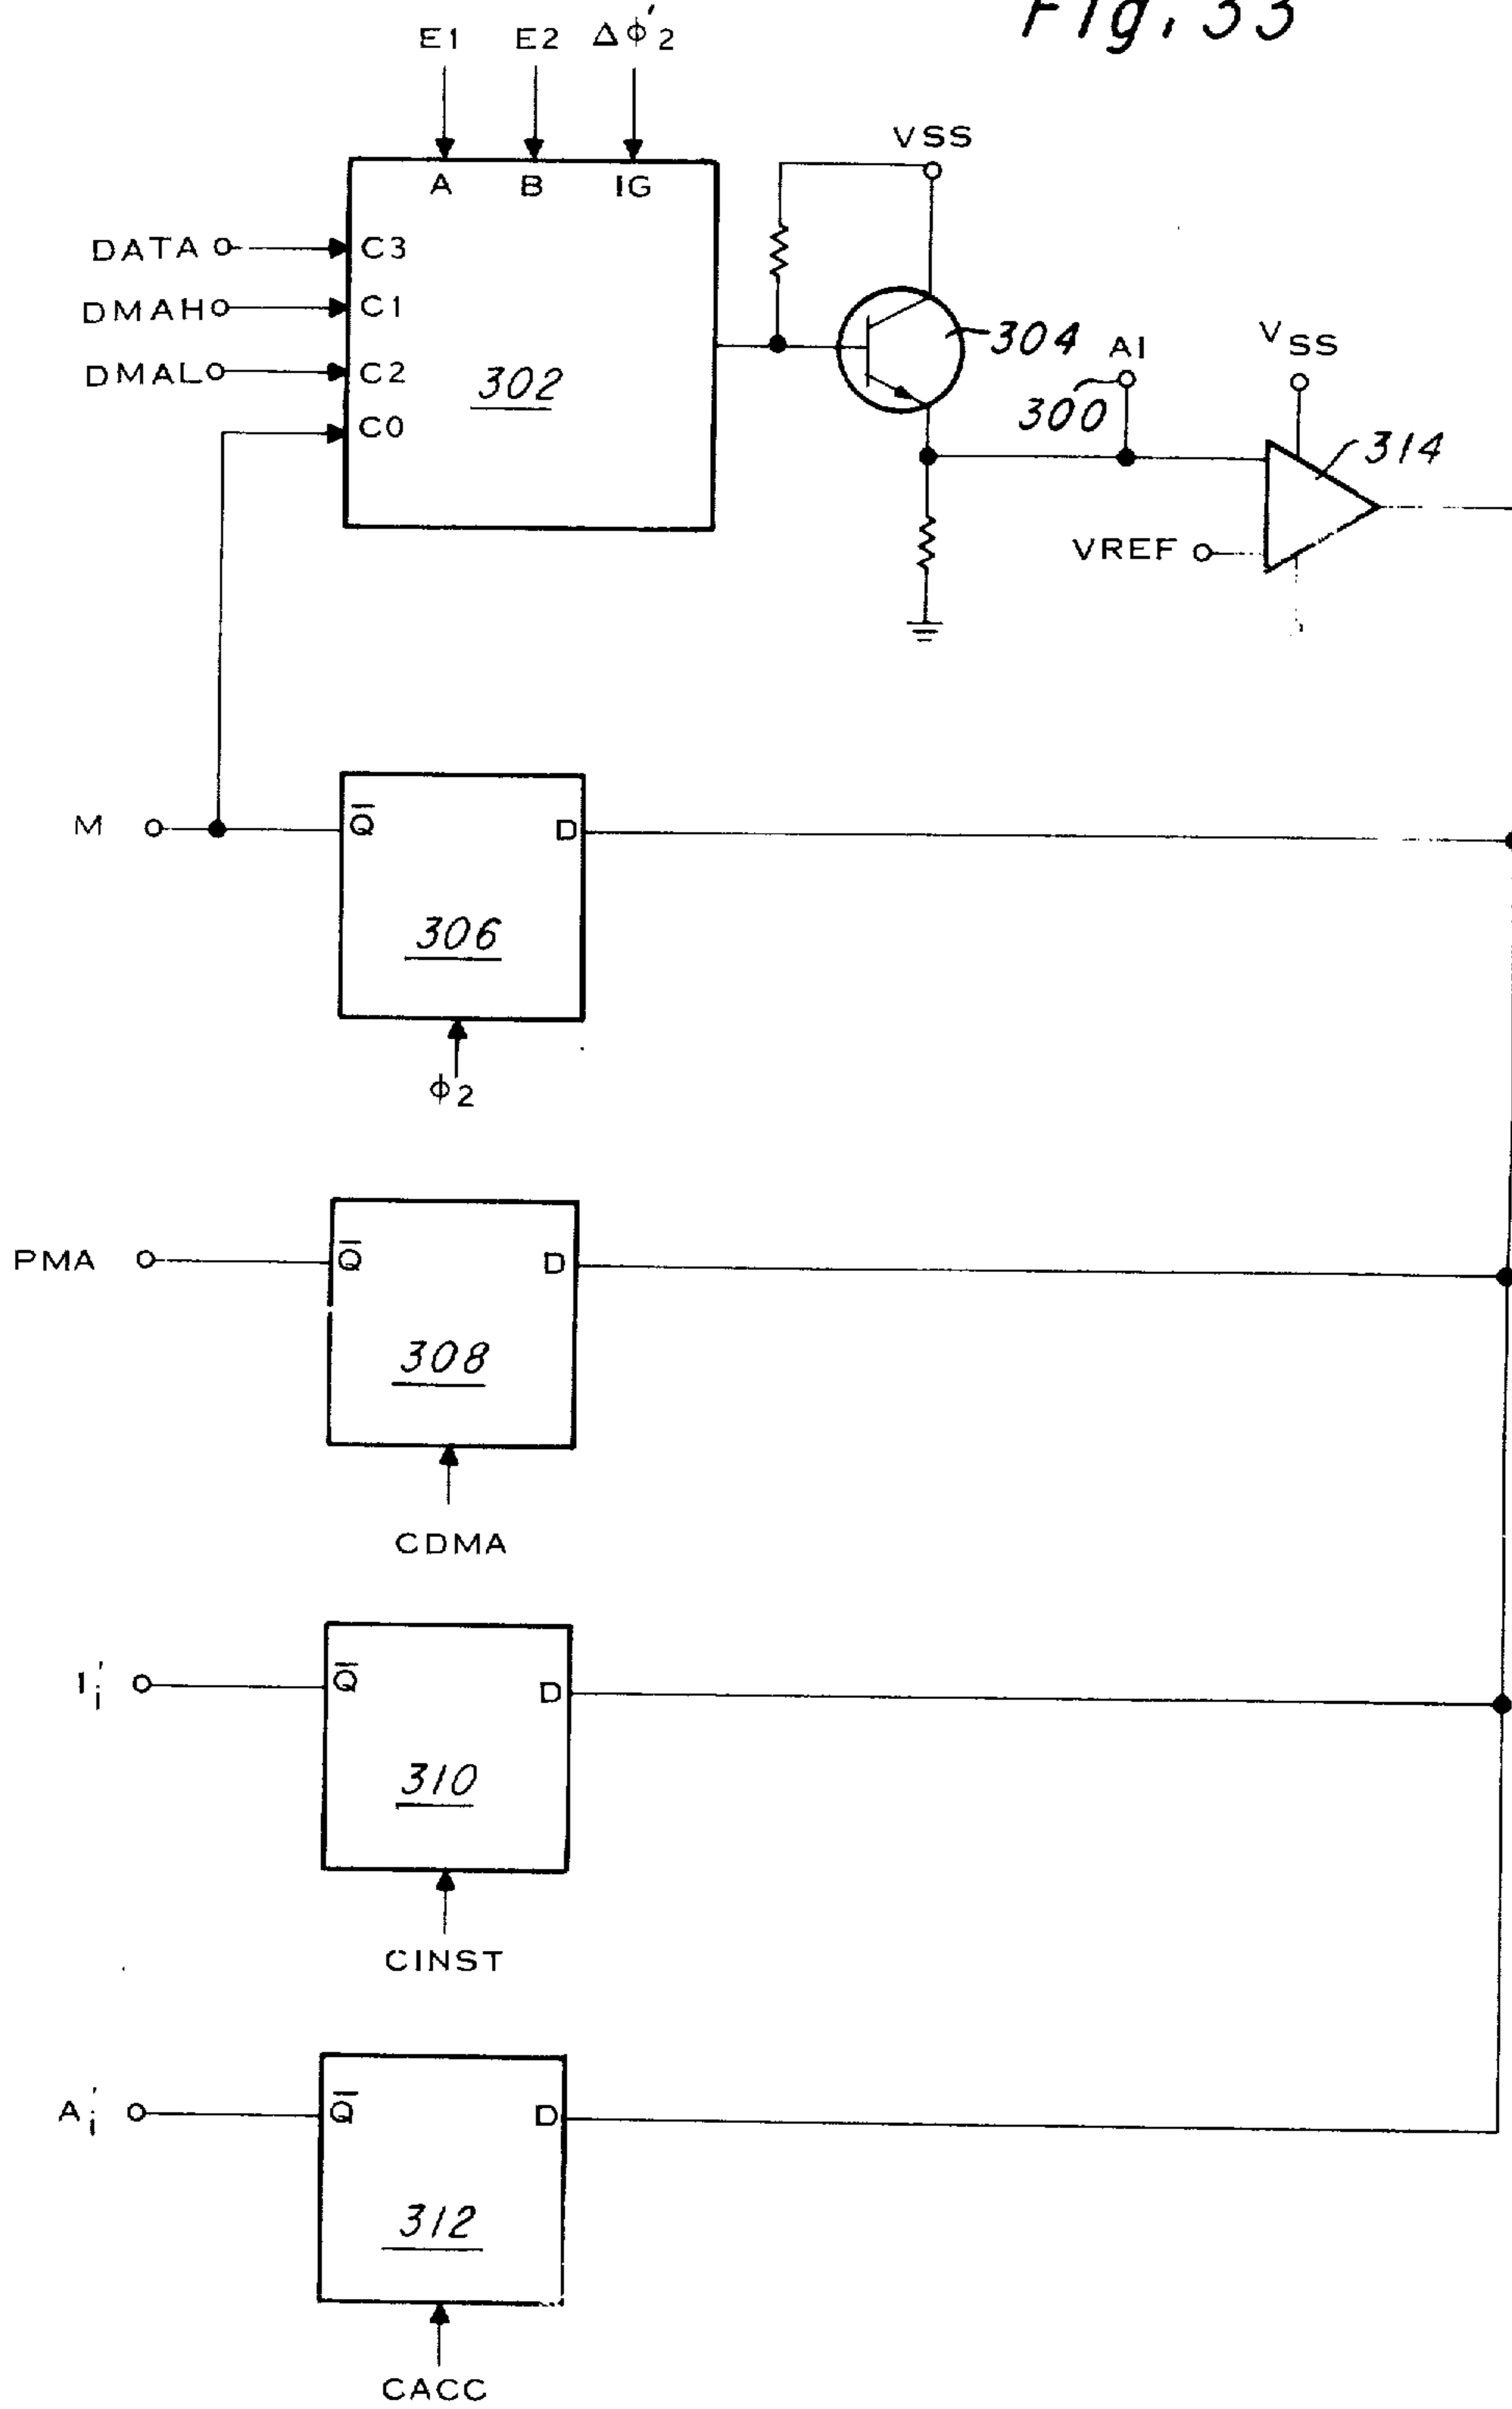 Fig. 33
E1 E2 Δϕ'2
VSS
A B IG
DATA C3
DMAH C1
DMAL C2
C0
302
304
A1
300
VSS
314
VREF
M Q̅ D
306
ϕ2
PMA Q̅ D
308
CDMA
I'i Q̅ D
310
CINST
A'i Q̅ D
312
CACC